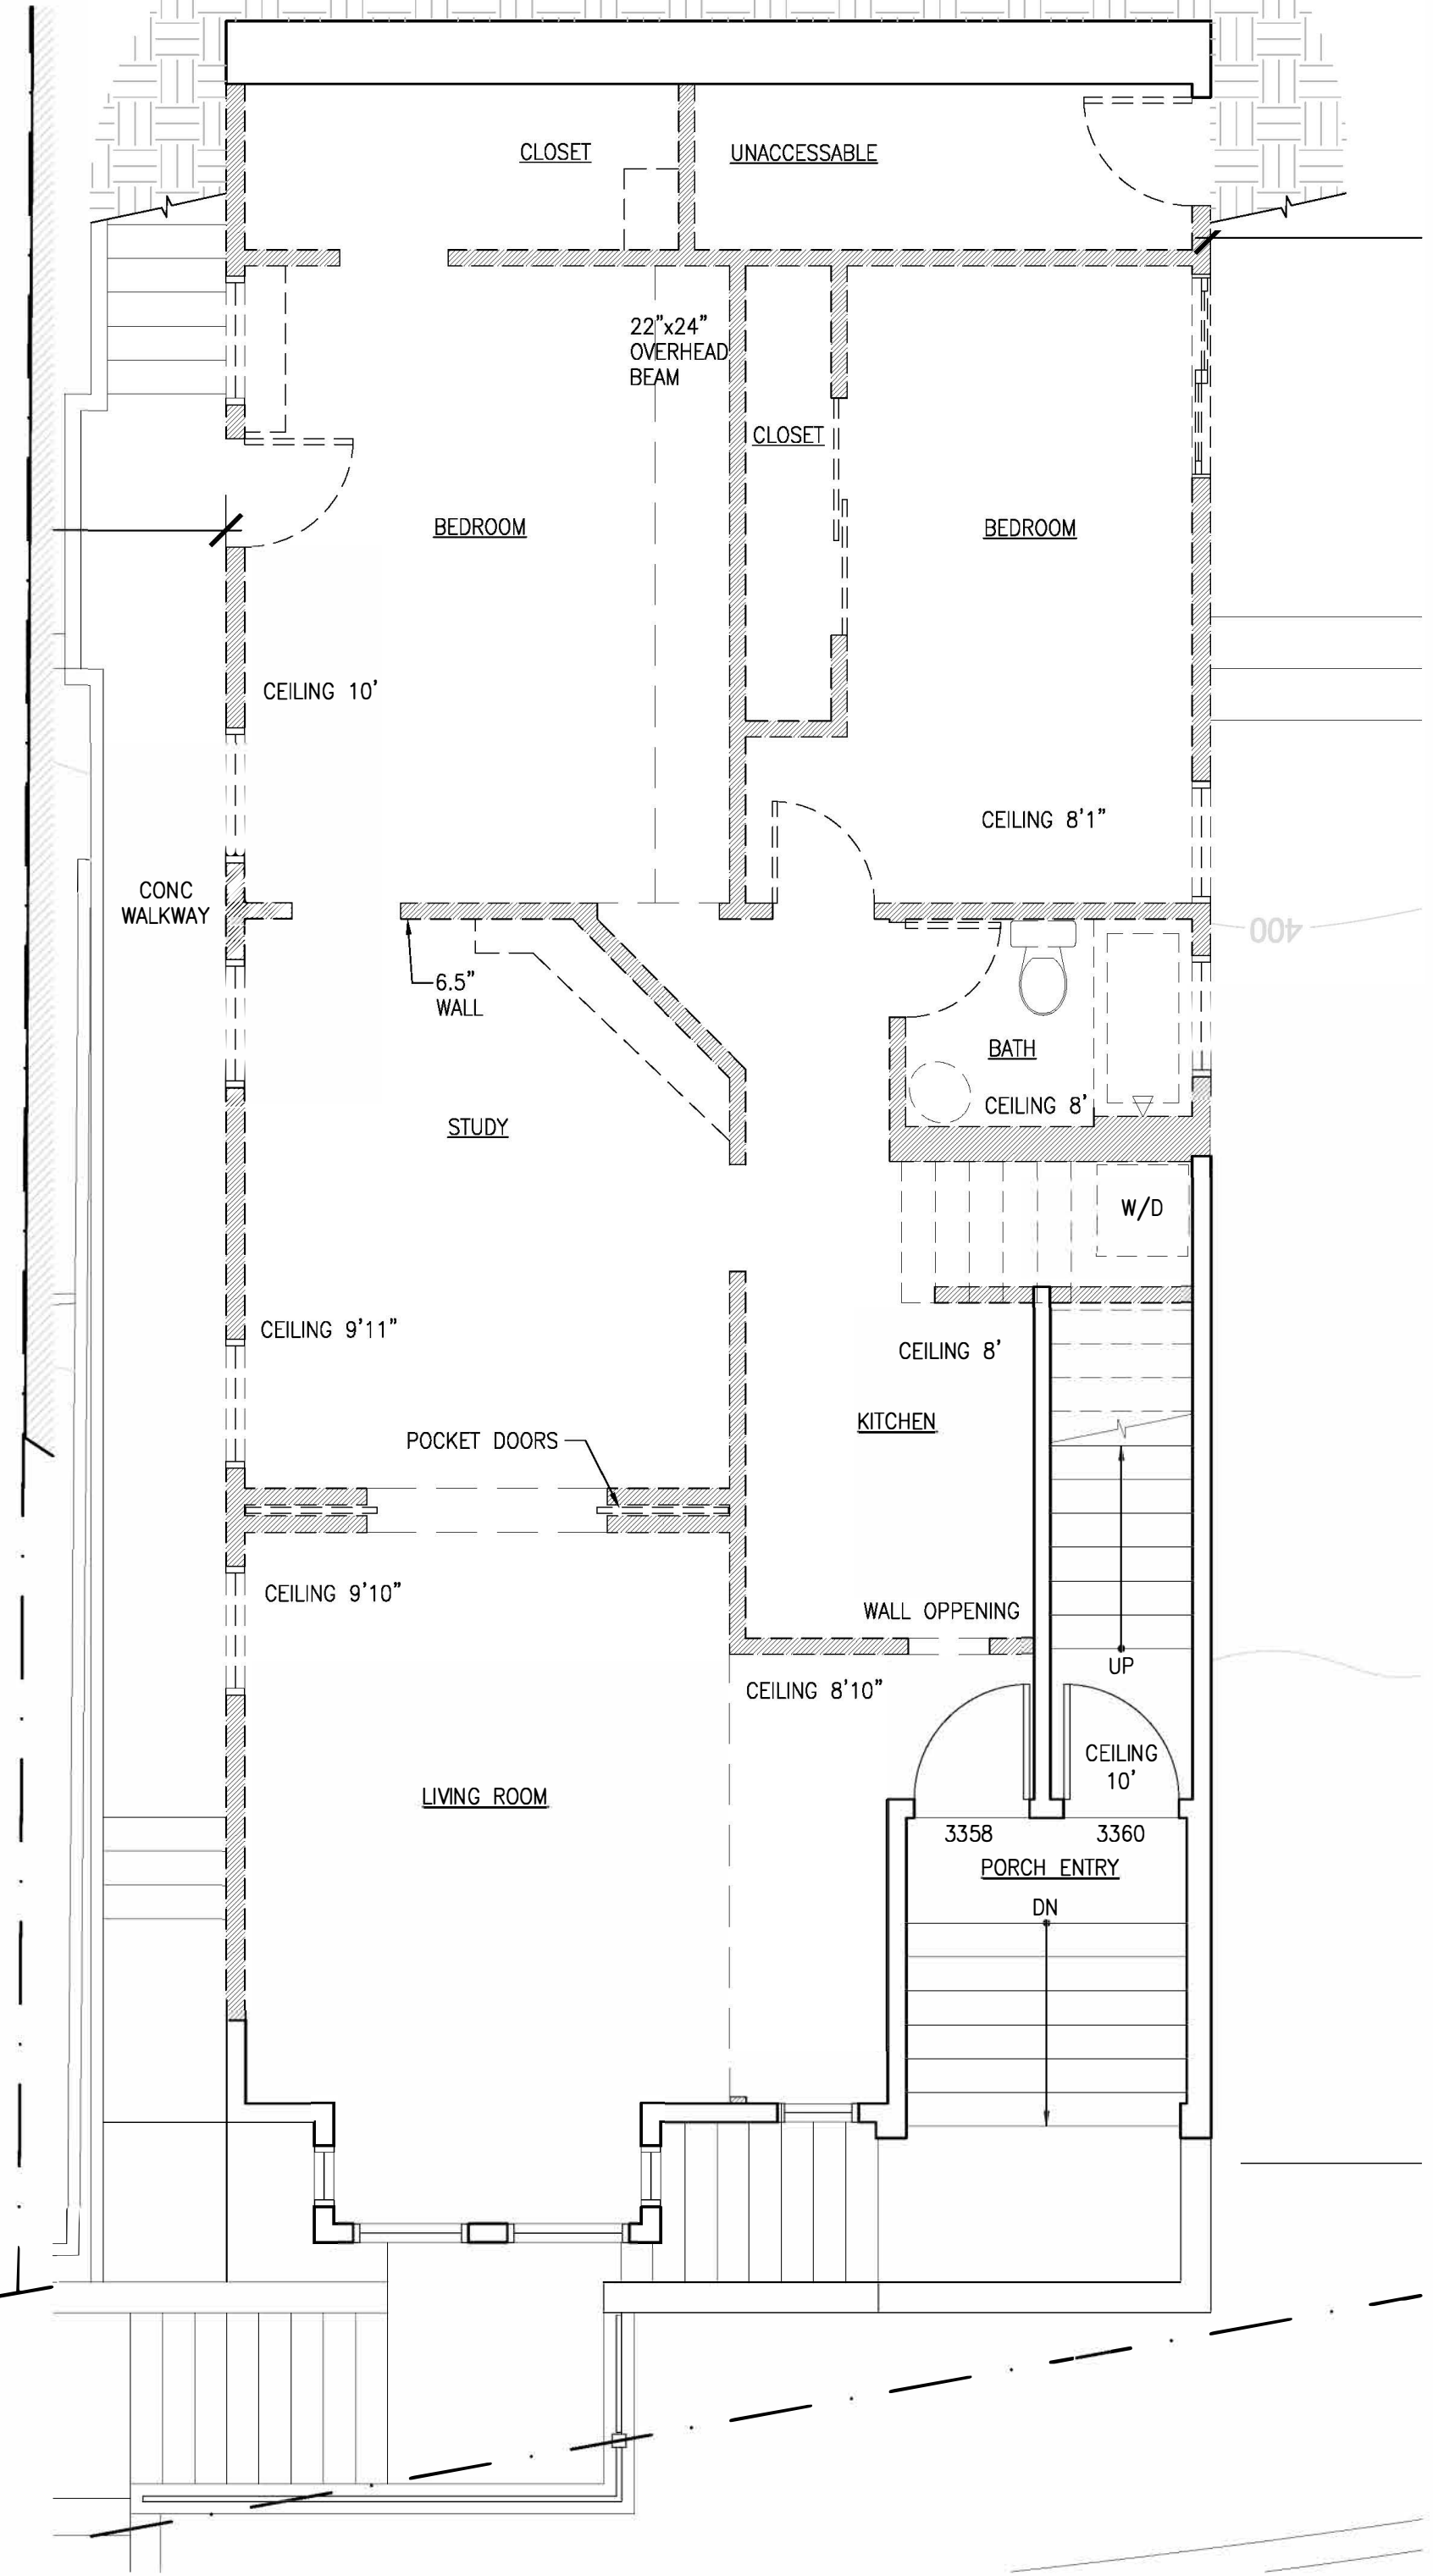 CLOSET
UNACCESSABLE
22"x24"
OVERHEAD
BEAM
CLOSET
BEDROOM
BEDROOM
CEILING 10'
CEILING 8'1"
CONC
WALKWAY
400
6.5"
WALL
BATH
CEILING 8'
STUDY
W/D
CEILING 9'11"
CEILING 8'
KITCHEN
POCKET DOORS
CEILING 9'10"
WALL OPPENING
UP
CEILING 8'10"
CEILING
10'
LIVING ROOM
3358
3360
PORCH ENTRY
DN